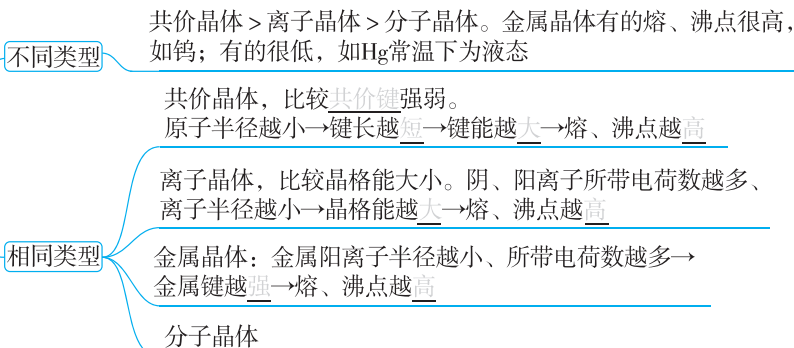 不同类型
共价晶体>离子晶体>分子晶体。金属晶体有的熔、沸点很高，
如钨；有的很低，如Hg常温下为液态
相同类型
共价晶体，比较共价键强弱。
原子半径越小→键长越短→键能越大→熔、沸点越高
离子晶体，比较晶格能大小。阴、阳离子所带电荷数越多、
离子半径越小→晶格能越大→熔、沸点越高
金属晶体：金属阳离子半径越小、所带电荷数越多→
金属键越强→熔、沸点越高
分子晶体